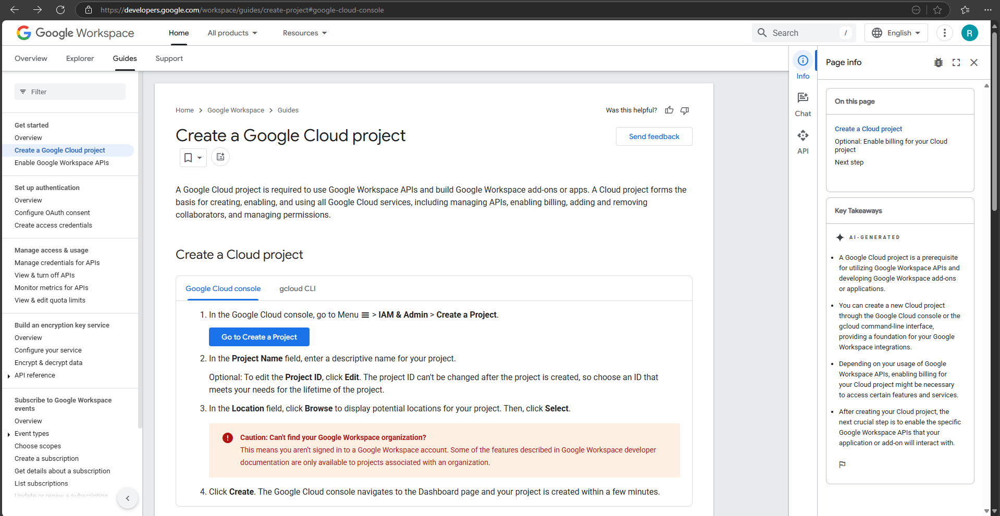 https://developers.google.com/workspace/guides/create-project#google-cloud-console
Google Workspace
Home
All products
Resources
Search
/
English
R
Overview
Explorer
Guides
Support
Filter
Get started
Overview
Create a Google Cloud project
Enable Google Workspace APIs
Set up authentication
Overview
Configure OAuth consent
Create access credentials
Manage access & usage
Manage credentials for APIs
View & turn off APIs
Monitor metrics for APIs
View & edit quota limits
Build an encryption key service
Overview
Configure your service
Encrypt & decrypt data
API reference
Subscribe to Google Workspace
events
Overview
Event types
Choose scopes
Create a subscription
Get details about a subscription
List subscriptions
Update or renew a subscription
Home > Google Workspace > Guides
Was this helpful?
Create a Google Cloud project
Send feedback
A Google Cloud project is required to use Google Workspace APIs and build Google Workspace add-ons or apps. A Cloud project forms the
basis for creating, enabling, and using all Google Cloud services, including managing APIs, enabling billing, adding and removing
collaborators, and managing permissions.
Create a Cloud project
Google Cloud console
gcloud CLI
1. In the Google Cloud console, go to Menu ≡ > IAM & Admin > Create a Project.
Go to Create a Project
2. In the Project Name field, enter a descriptive name for your project.
Optional: To edit the Project ID, click Edit. The project ID can't be changed after the project is created, so choose an ID that
meets your needs for the lifetime of the project.
3. In the Location field, click Browse to display potential locations for your project. Then, click Select.
Caution: Can't find your Google Workspace organization?
This means you aren't signed in to a Google Workspace account. Some of the features described in Google Workspace developer
documentation are only available to projects associated with an organization.
4. Click Create. The Google Cloud console navigates to the Dashboard page and your project is created within a few minutes.
Info
Chat
API
Page info
On this page
Create a Cloud project
Optional: Enable billing for your Cloud
project
Next step
Key Takeaways
AI-GENERATED
• A Google Cloud project is a prerequisite
for utilizing Google Workspace APIs and
developing Google Workspace add-ons
or applications.
• You can create a new Cloud project
through the Google Cloud console or the
gcloud command-line interface,
providing a foundation for your Google
Workspace integrations.
• Depending on your usage of Google
Workspace APIs, enabling billing for
your Cloud project might be necessary
to access certain features and services.
• After creating your Cloud project, the
next crucial step is to enable the specific
Google Workspace APIs that your
application or add-on will interact with.